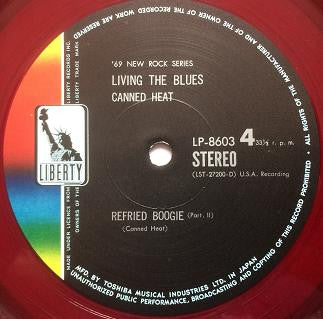 '69 NEW ROCK SERIES
LIVING THE BLUES
CANNED HEAT
LP-8603 4 33⅓ r. p. m.
STEREO
(LST-27200-D) U.S.A. Recording
LIBERTY
REFRIED BOOGIE (Part. II)
(Canned Heat)
MADE UNDER LICENCE FROM LIBERTY RECORDS INC.
OWNERS OF THE LIBERTY TRADE MARK
ALL RIGHTS OF THE MANUFACTURER AND OF THE OWNER OF THE RECORDED WORK ARE RESERVED
MFD. BY TOSHIBA MUSICAL INDUSTRIES LTD. IN JAPAN
UNAUTHORIZED PUBLIC PERFORMANCE, BROADCASTING AND COPYING OF THIS RECORD PROHIBITED